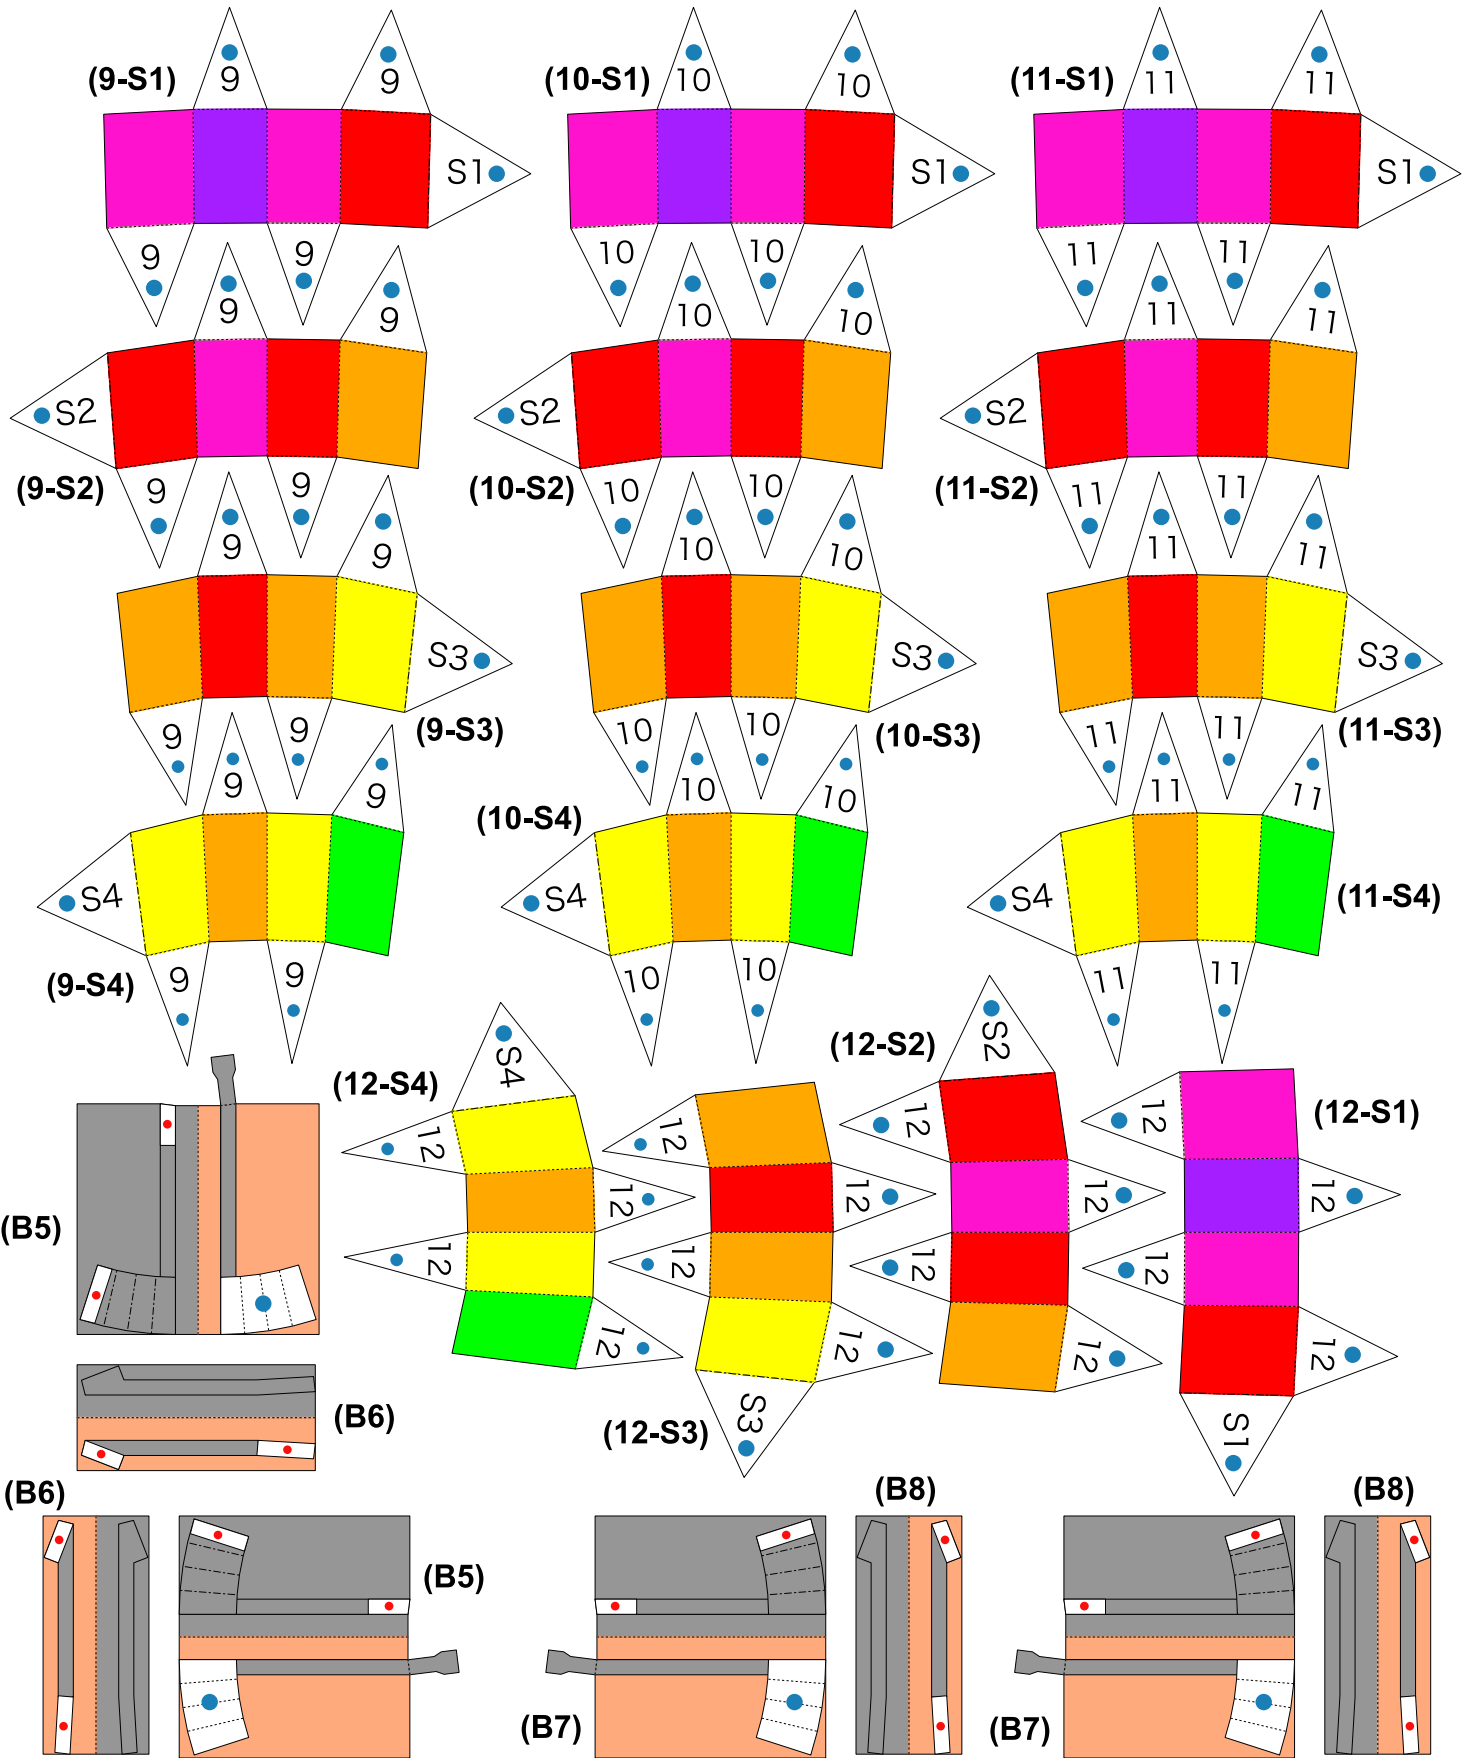 (9-S1) 9 9 (10-S1) 10 10 (11-S1) 11 11
S1 S1 S1
9 9 10 10 11 11
9 9 10 10 11 11
S2 S2 S2
(9-S2) 9 9 (10-S2) 10 10 (11-S2) 11 11
9 9 10 10 11 11
S3 S3 S3
9 9 (9-S3) 10 10 (10-S3) 11 11 (11-S3)
9 9 (10-S4) 10 10 11 11
S4 S4 S4 (11-S4)
(9-S4) 9 9 10 10 11 11
(12-S4) S4 (12-S2) S2 (12-S1)
12 12 12 12
(B5) 12 12 12 12
12 12 12 12
12 12 12 12
(B6) (12-S3) S3 S1
(B6) (B8) (B8)
(B5)
(B7) (B7)